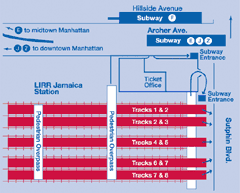 Hillside Avenue
Subway F
E to midtown Manhattan
Archer Ave.
Subway E J Z
J Z to downtown Manhattan
Subway Entrance
LIRR Jamaica
Station
Ticket
Office
Subway
Entrance
Pedestrian Overpass
Pedestrian Overpass
Tracks 1 & 2
Tracks 2 & 3
Tracks 4 & 5
Tracks 6 & 7
Tracks 7 & 8
Sutphin Blvd.